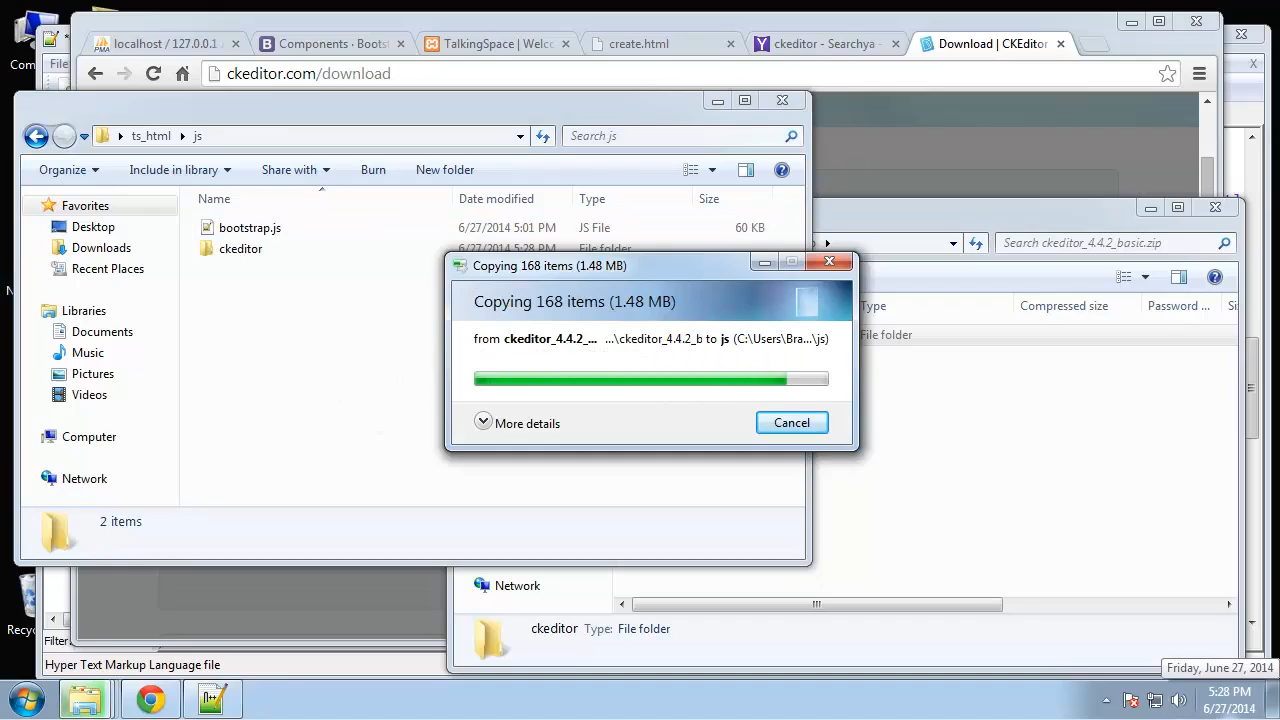 localhost / 127.0.0.1
Components · Boots
TalkingSpace | Welc
create.html
ckeditor - Searchya
Download | CKEditor
Com
File
ckeditor.com/download
ts_html
js
Search js
Organize
Include in library
Share with
Burn
New folder
Favorites
Desktop
Downloads
Recent Places
Libraries
Documents
Music
Pictures
Videos
Computer
Network
Name
Date modified
Type
Size
bootstrap.js
6/27/2014 5:01 PM
JS File
60 KB
ckeditor
6/27/2014 5:28 PM
File folder
2 items
Search ckeditor_4.4.2_basic.zip
Type
Compressed size
Password ...
Si
File folder
Copying 168 items (1.48 MB)
Copying 168 items (1.48 MB)
from ckeditor_4.4.2_... ...\ckeditor_4.4.2_b to js (C:\Users\Bra...\js)
More details
Cancel
Network
ckeditor Type: File folder
Recyc
Filter
Hyper Text Markup Language file
Friday, June 27, 2014
5:28 PM
6/27/2014